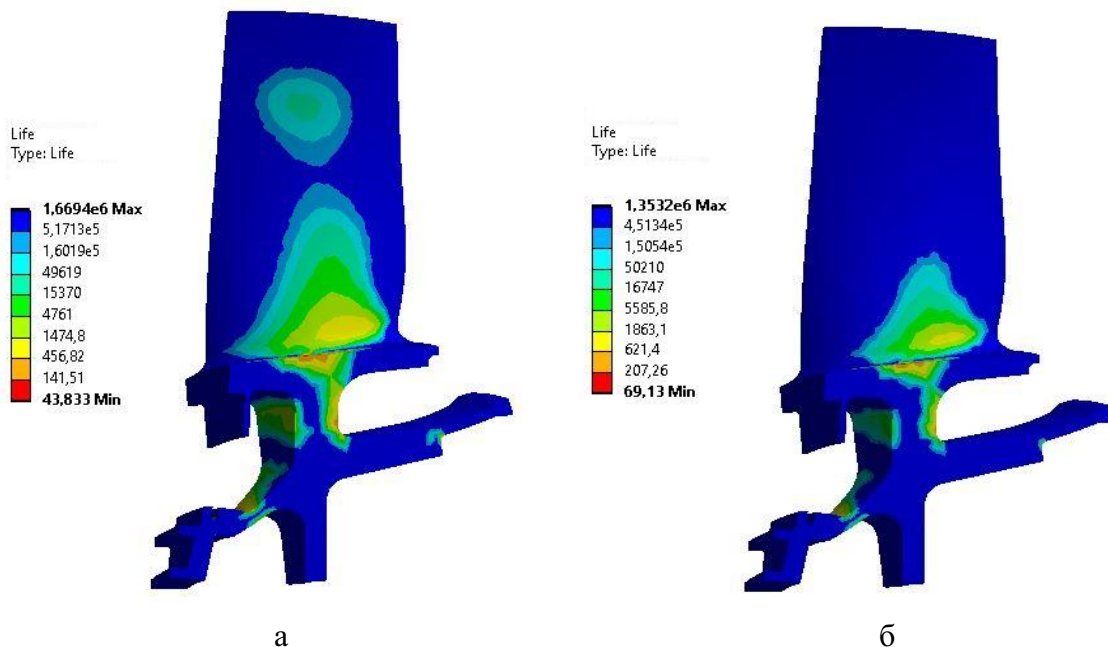 Life
Type: Life
1,6694e6 Max
5,1713e5
1,6019e5
49619
15370
4761
1474,8
456,82
141,51
43,833 Min
Life
Type: Life
1,3532e6 Max
4,5134e5
1,5054e5
50210
16747
5585,8
1863,1
621,4
207,26
69,13 Min
а
б